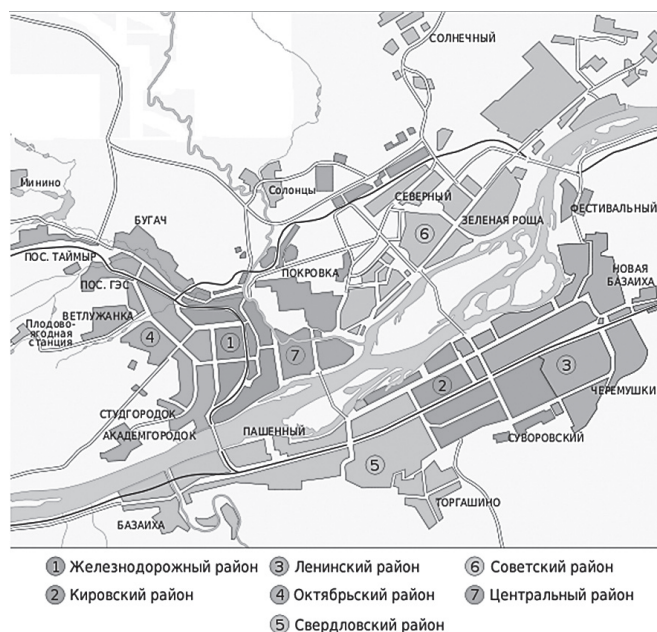 СОЛНЕЧНЫЙ
Минино
Солонцы
СЕВЕРНЫЙ
ФЕСТИВАЛЬНЫЙ
БУГАЧ
ЗЕЛЕНАЯ РОЩА
6
ПОС. ТАЙМЫР
ПОКРОВКА
НОВАЯ
БАЗАИХА
ПОС. ГЭС
ВЕТЛУЖАНКА
Плодово-
ягодная
станция
4
1
7
3
2
ЧЕРЕМУШКИ
СТУДГОРОДОК
АКАДЕМГОРОДОК
ПАШЕННЫЙ
СУВОРОВСКИЙ
5
ТОРГАШИНО
БАЗАИХА
1 Железнодорожный район
2 Кировский район
3 Ленинский район
4 Октябрьский район
5 Свердловский район
6 Советский район
7 Центральный район